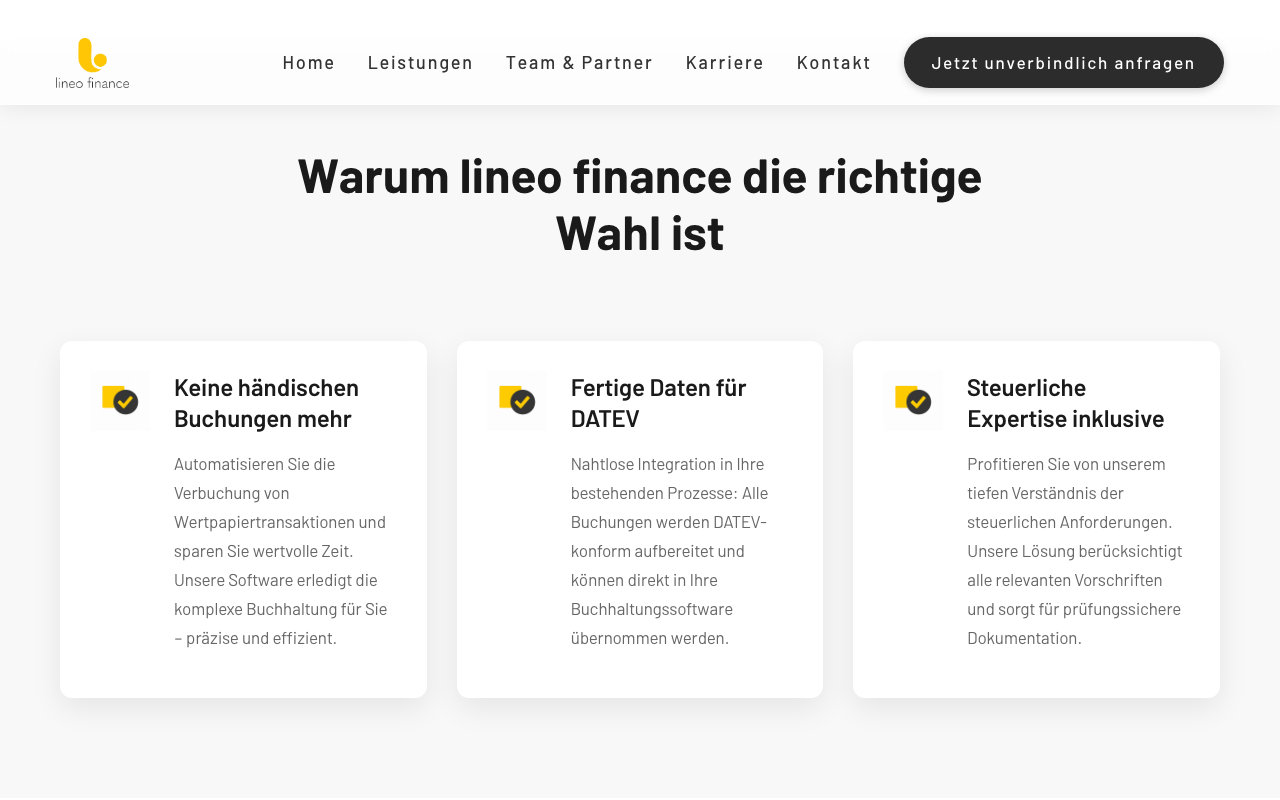 lineo finance
Home
Leistungen
Team & Partner
Karriere
Kontakt
Jetzt unverbindlich anfragen
Warum lineo finance die richtige
Wahl ist
Keine händischen
Buchungen mehr
Automatisieren Sie die
Verbuchung von
Wertpapiertransaktionen und
sparen Sie wertvolle Zeit.
Unsere Software erledigt die
komplexe Buchhaltung für Sie
– präzise und effizient.
Fertige Daten für
DATEV
Nahtlose Integration in Ihre
bestehenden Prozesse: Alle
Buchungen werden DATEV-
konform aufbereitet und
können direkt in Ihre
Buchhaltungssoftware
übernommen werden.
Steuerliche
Expertise inklusive
Profitieren Sie von unserem
tiefen Verständnis der
steuerlichen Anforderungen.
Unsere Lösung berücksichtigt
alle relevanten Vorschriften
und sorgt für prüfungssichere
Dokumentation.